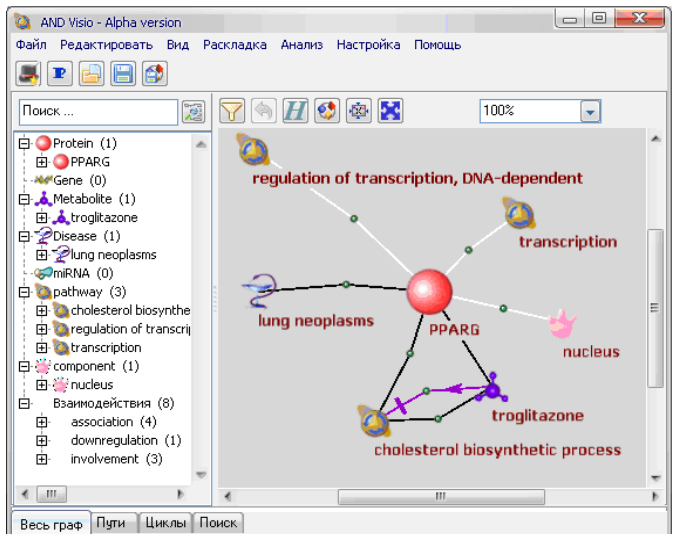 AND Visio - Alpha version
Файл Редактировать Вид Раскладка Анализ Настройка Помощь
P
Поиск ...
H
100%
Protein (1)
PPARG
Gene (0)
Metabolite (1)
troglitazone
Disease (1)
lung neoplasms
miRNA (0)
pathway (3)
cholesterol biosynthe
regulation of transcrip
transcription
component (1)
nucleus
Взаимодействия (8)
association (4)
downregulation (1)
involvement (3)
regulation of transcription, DNA-dependent
transcription
lung neoplasms
PPARG
nucleus
troglitazone
cholesterol biosynthetic process
Весь граф Пути Циклы Поиск